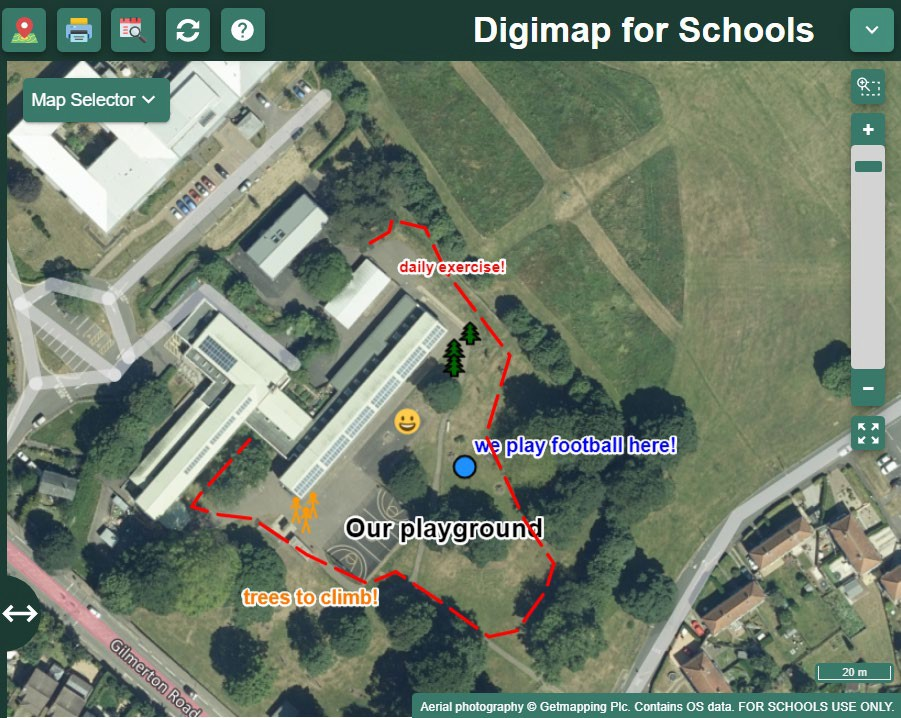 Digimap for Schools
Map Selector
daily exercise!
we play football here!
Our playground
trees to climb!
Gilmerton Road
20 m
Aerial photography © Getmapping Plc. Contains OS data. FOR SCHOOLS USE ONLY.